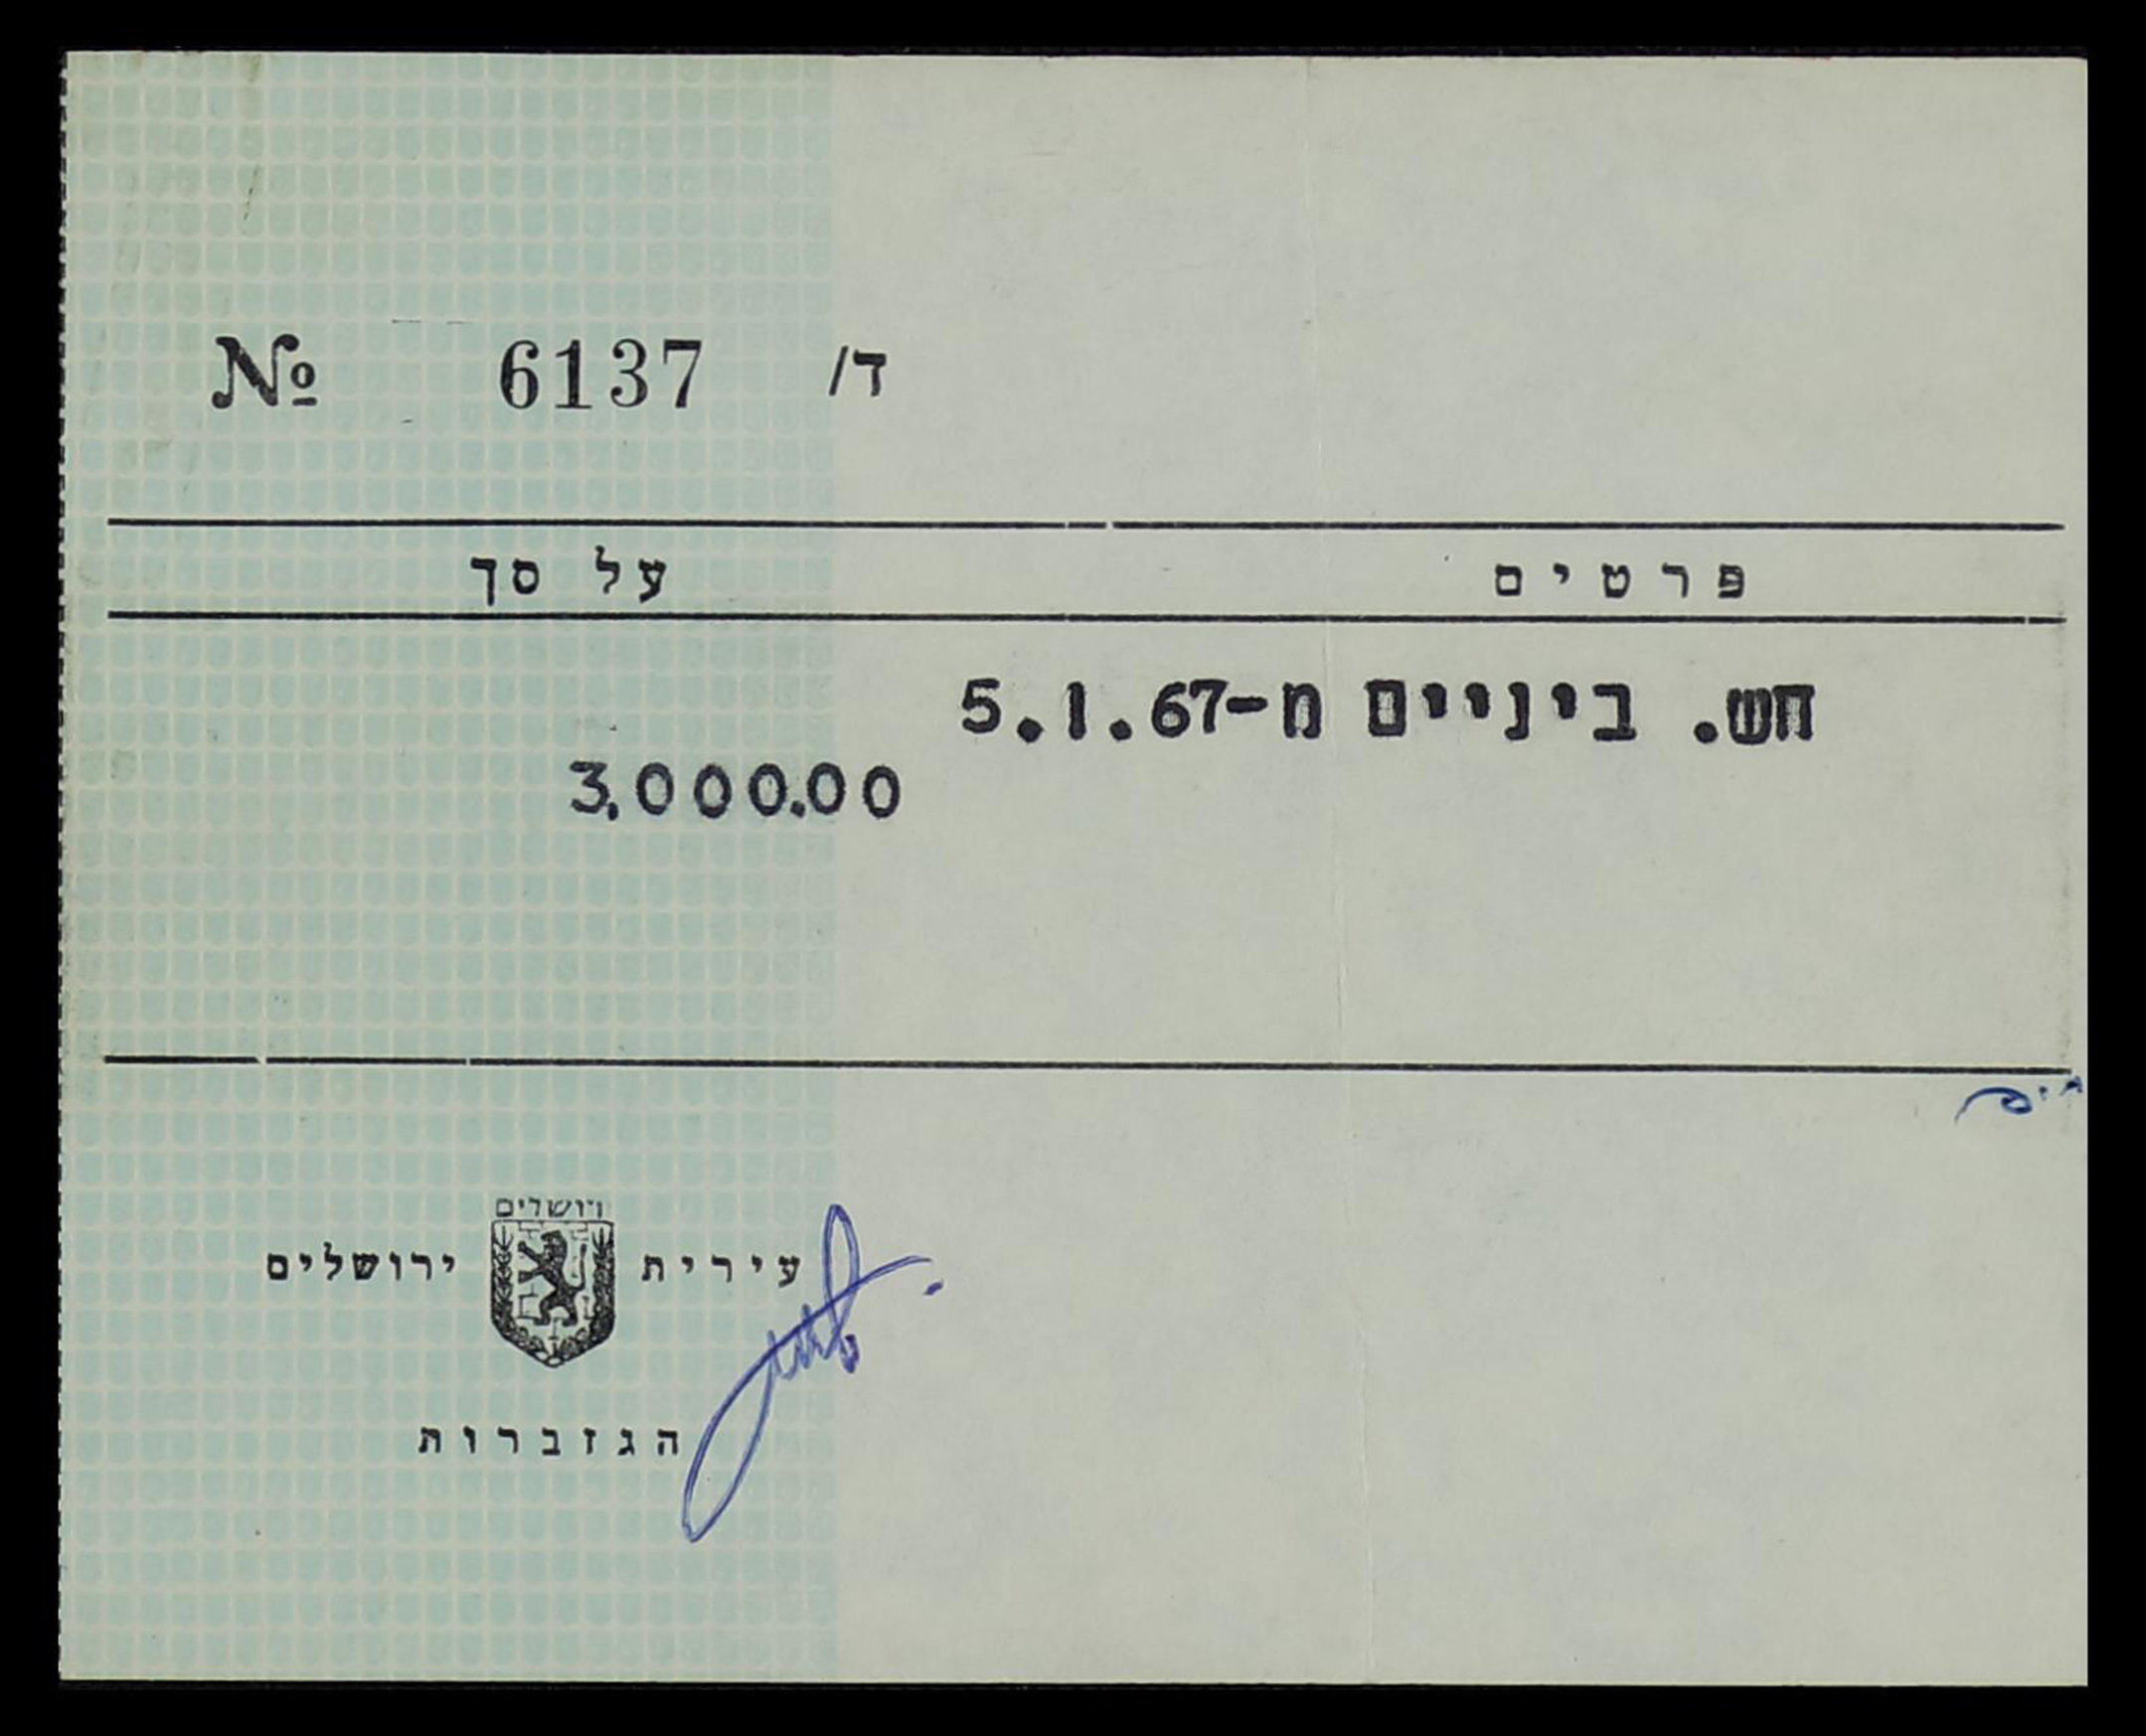 ד/ 6137 №
פרטים על סך
חש. ביניים מ-5.1.67
3,000.00
ירושלים
עירית ירושלים
הגזברות